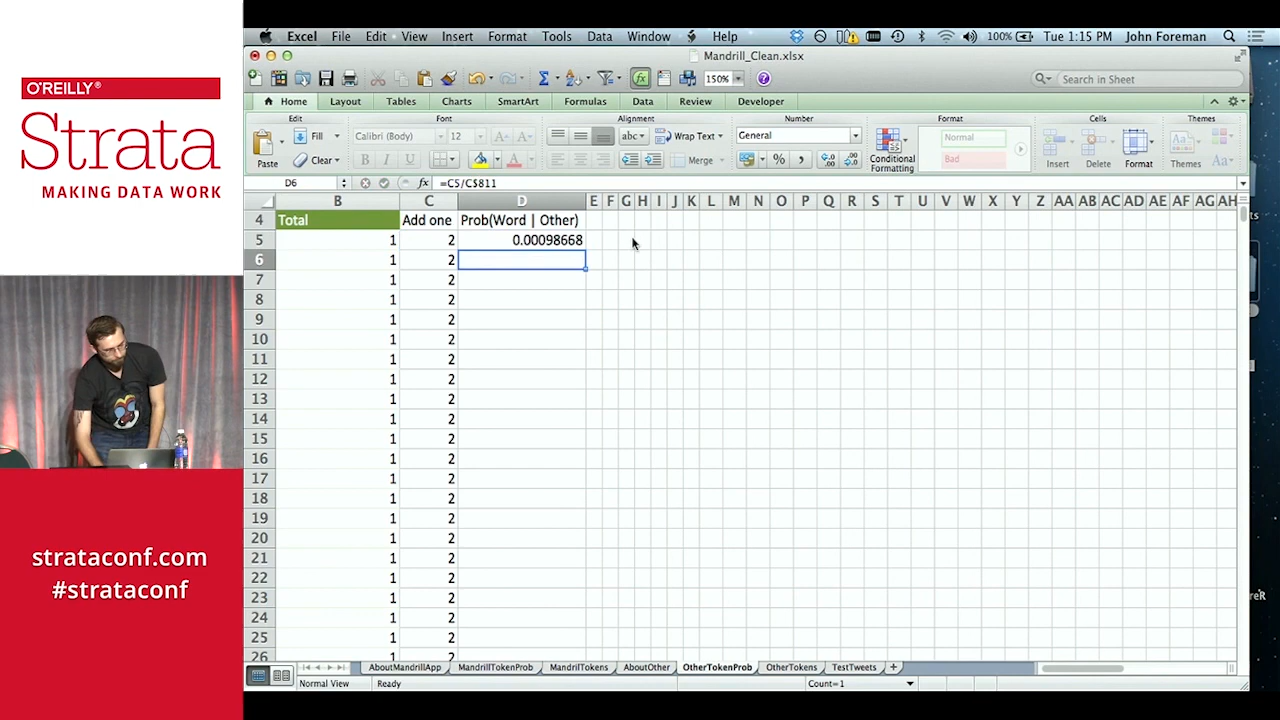 O'REILLY®
Strata
MAKING DATA WORK
strataconf.com
#strataconf
Excel File Edit View Insert Format Tools Data Window Help 100% Tue 1:15 PM John Foreman
Mandrill_Clean.xlsx
150% Search in Sheet
Home Layout Tables Charts SmartArt Formulas Data Review Developer
Edit Font Alignment Number Format Cells Themes
Paste Fill Clear Calibri (Body) 12 A A B I U A abc Wrap Text Merge General % Conditional Formatting Normal Bad Insert Delete Format Themes Aa
D6 fx =C5/C$811
B C D E F G H I J K L M N O P Q R S T U V W X Y Z AA AB AC AD AE AF AG AH
4 Total Add one Prob(Word | Other)
5 1 2 0.00098668
6 1 2
7 1 2
8 1 2
9 1 2
10 1 2
11 1 2
12 1 2
13 1 2
14 1 2
15 1 2
16 1 2
17 1 2
18 1 2
19 1 2
20 1 2
21 1 2
22 1 2
23 1 2
24 1 2
25 1 2
26 1 2
AboutMandrillApp MandrillTokenProb MandrilTokens AboutOther OtherTokenProb OtherTokens TestTweets +
Normal View Ready Count=1